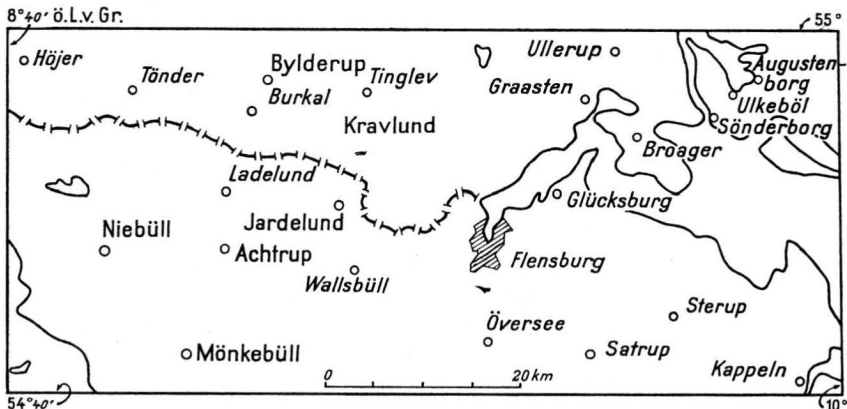 8°40' ö.L.v.Gr.
55°
Höjer
Tönder
Bylderup
Burkal
Tinglev
Kravlund
Ullerup
Graasten
Augusten-
borg
Ulkeböl
Sönderborg
Broager
Ladelund
Jardelund
Glücksburg
Niebüll
Achtrup
Wallsbüll
Flensburg
Mönkebüll
Översee
Sterup
Satrup
Kappeln
0 20 km
54°40'
10°